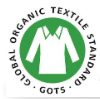 GLOBAL ORGANIC TEXTILE STANDARD
· GOTS ·